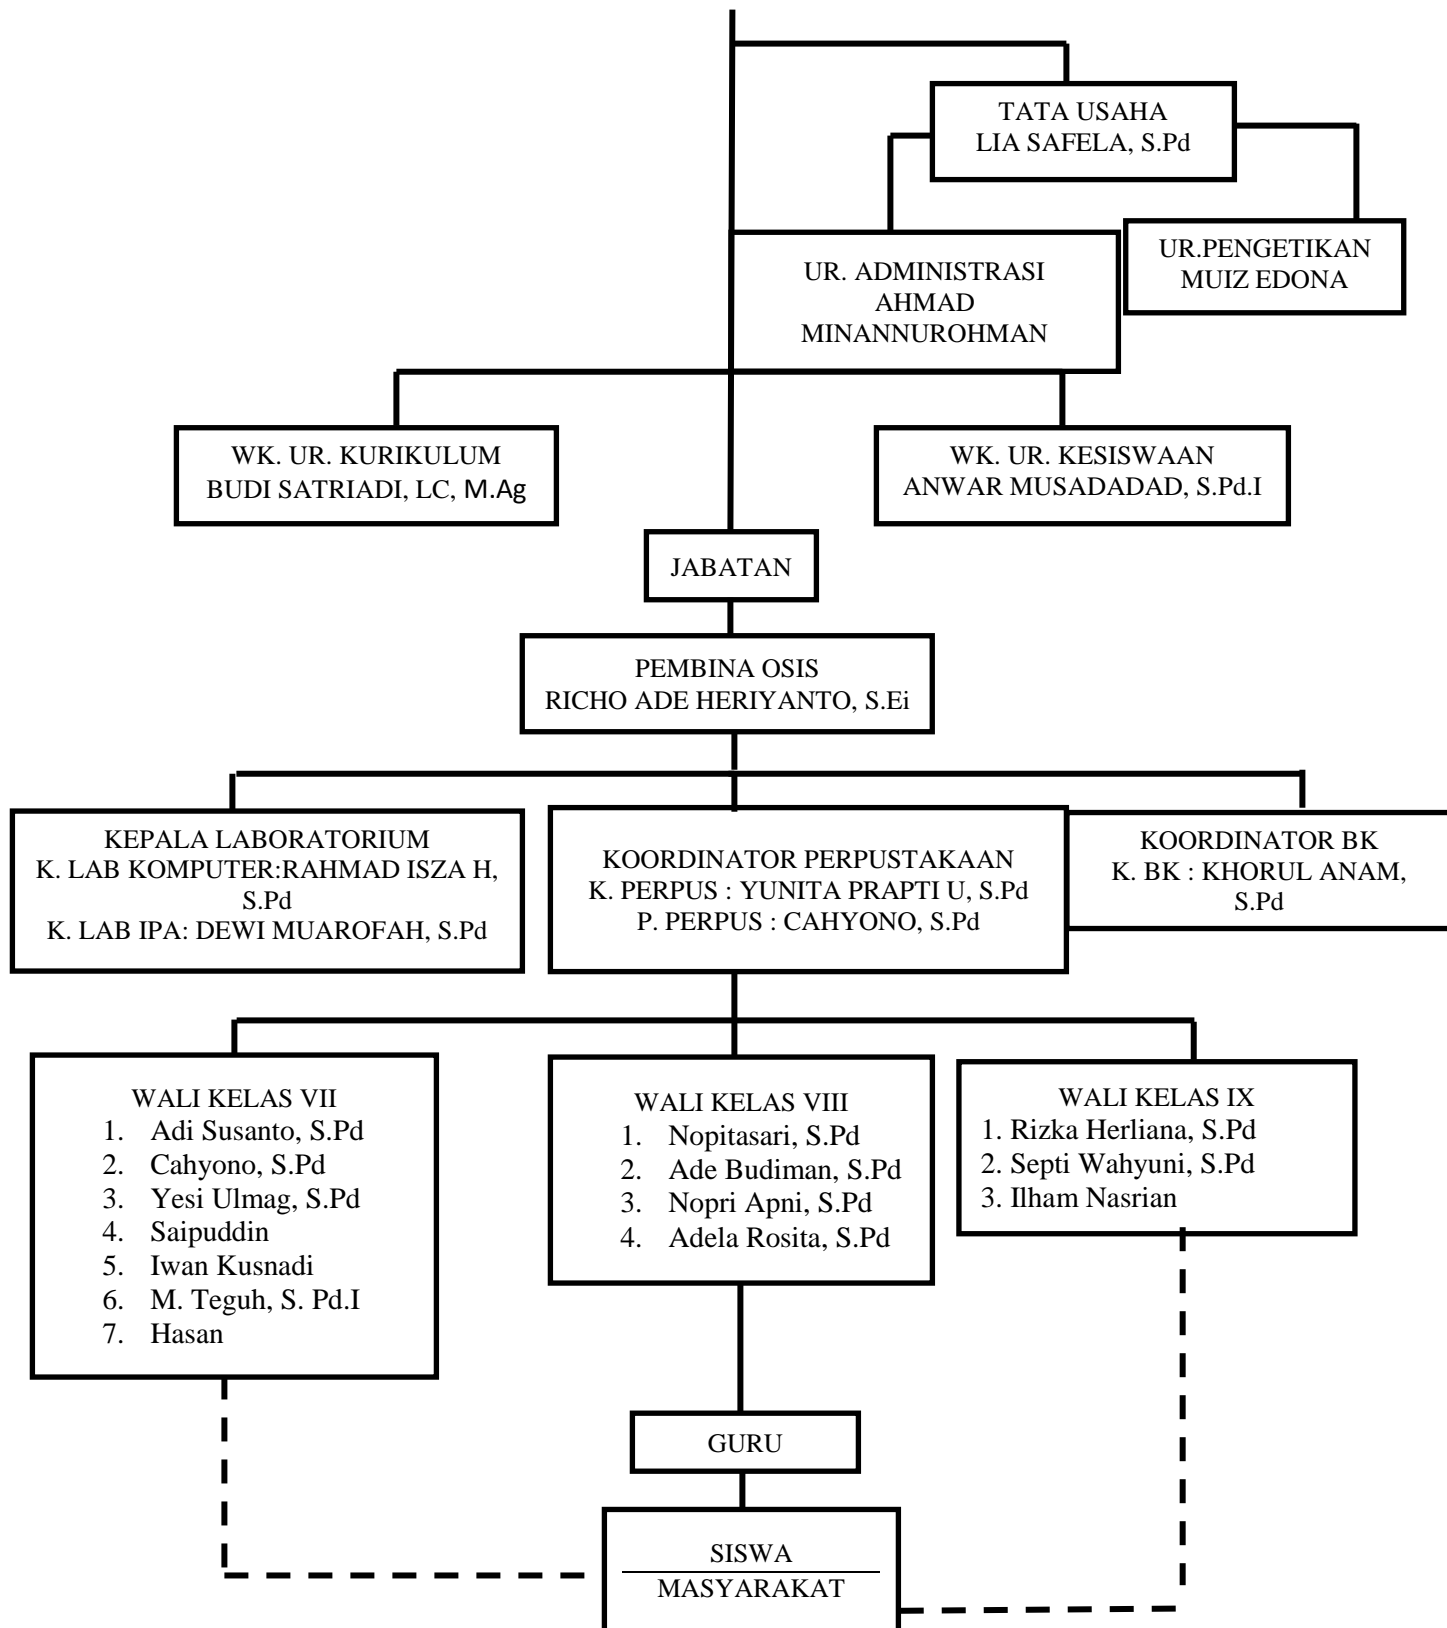 TATA USAHA
LIA SAFELA, S.Pd
UR. ADMINISTRASI
AHMAD
MINANNUROHMAN
UR.PENGETIKAN
MUIZ EDONA
WK. UR. KURIKULUM
BUDI SATRIADI, LC, M.Ag
WK. UR. KESISWAAN
ANWAR MUSADADAD, S.Pd.I
JABATAN
PEMBINA OSIS
RICHO ADE HERIYANTO, S.Ei
KEPALA LABORATORIUM
K. LAB KOMPUTER:RAHMAD ISZA H,
S.Pd
K. LAB IPA: DEWI MUAROFAH, S.Pd
KOORDINATOR PERPUSTAKAAN
K. PERPUS : YUNITA PRAPTI U, S.Pd
P. PERPUS : CAHYONO, S.Pd
KOORDINATOR BK
K. BK : KHORUL ANAM,
S.Pd
WALI KELAS VII
1. Adi Susanto, S.Pd
2. Cahyono, S.Pd
3. Yesi Ulmag, S.Pd
4. Saipuddin
5. Iwan Kusnadi
6. M. Teguh, S. Pd.I
7. Hasan
WALI KELAS VIII
1. Nopitasari, S.Pd
2. Ade Budiman, S.Pd
3. Nopri Apni, S.Pd
4. Adela Rosita, S.Pd
WALI KELAS IX
1. Rizka Herliana, S.Pd
2. Septi Wahyuni, S.Pd
3. Ilham Nasrian
GURU
SISWA
MASYARAKAT